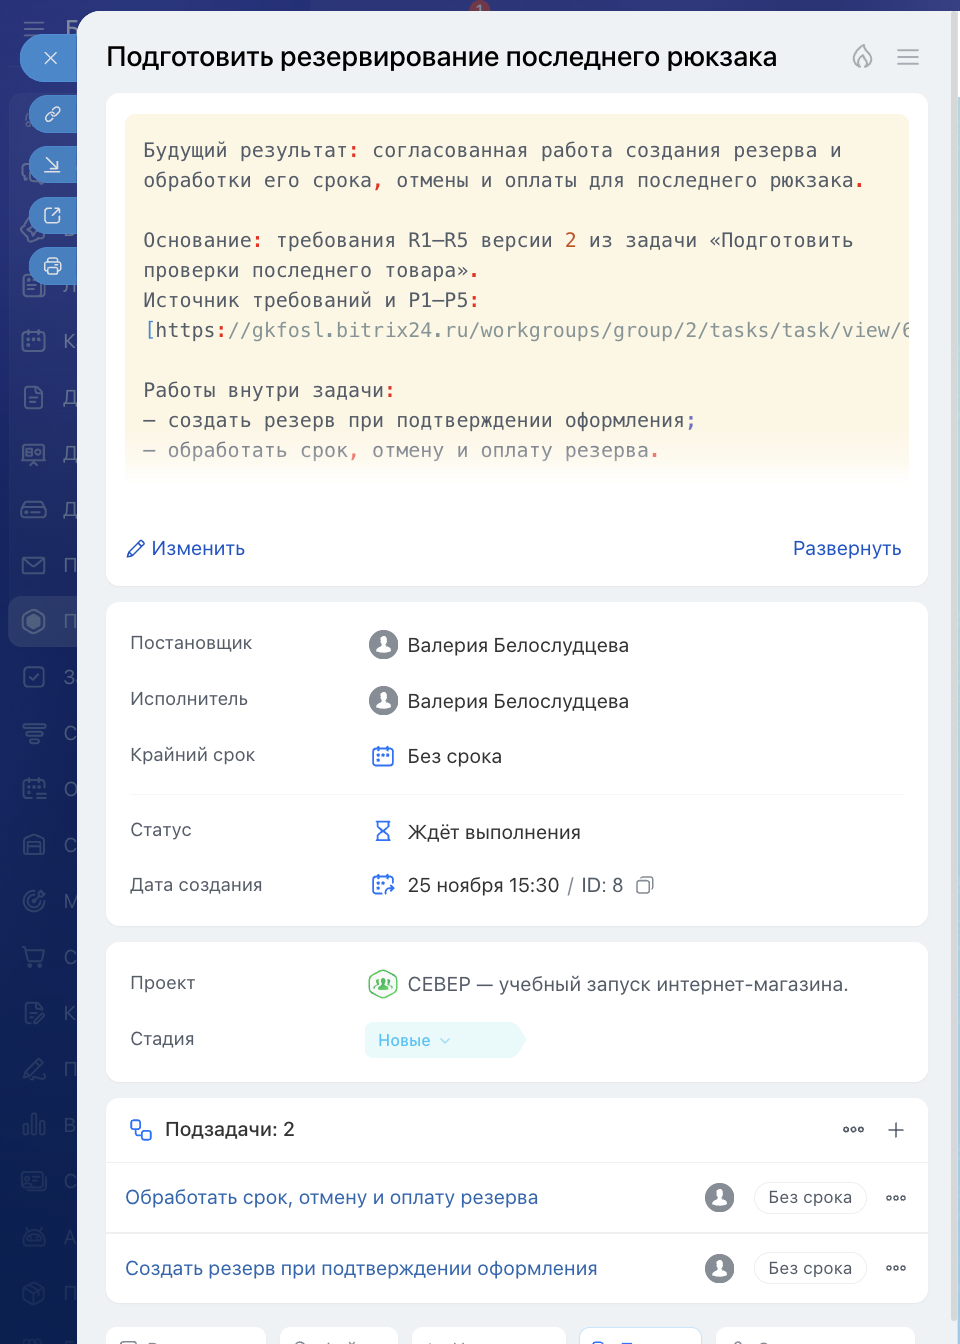 1
Подготовить резервирование последнего рюкзака
Будущий результат: согласованная работа создания резерва и
обработки его срока, отмены и оплаты для последнего рюкзака.
Основание: требования R1–R5 версии 2 из задачи «Подготовить
проверки последнего товара».
Источник требований и P1–P5:
[https://gkfosl.bitrix24.ru/workgroups/group/2/tasks/task/view/6
Работы внутри задачи:
— создать резерв при подтверждении оформления;
— обработать срок, отмену и оплату резерва.
Изменить
Развернуть
Постановщик
Валерия Белослудцева
Исполнитель
Валерия Белослудцева
Крайний срок
Без срока
Статус
Ждёт выполнения
Дата создания
25 ноября 15:30 / ID: 8
Проект
СЕВЕР — учебный запуск интернет-магазина.
Стадия
Новые
Подзадачи: 2
Обработать срок, отмену и оплату резерва
Без срока
Создать резерв при подтверждении оформления
Без срока